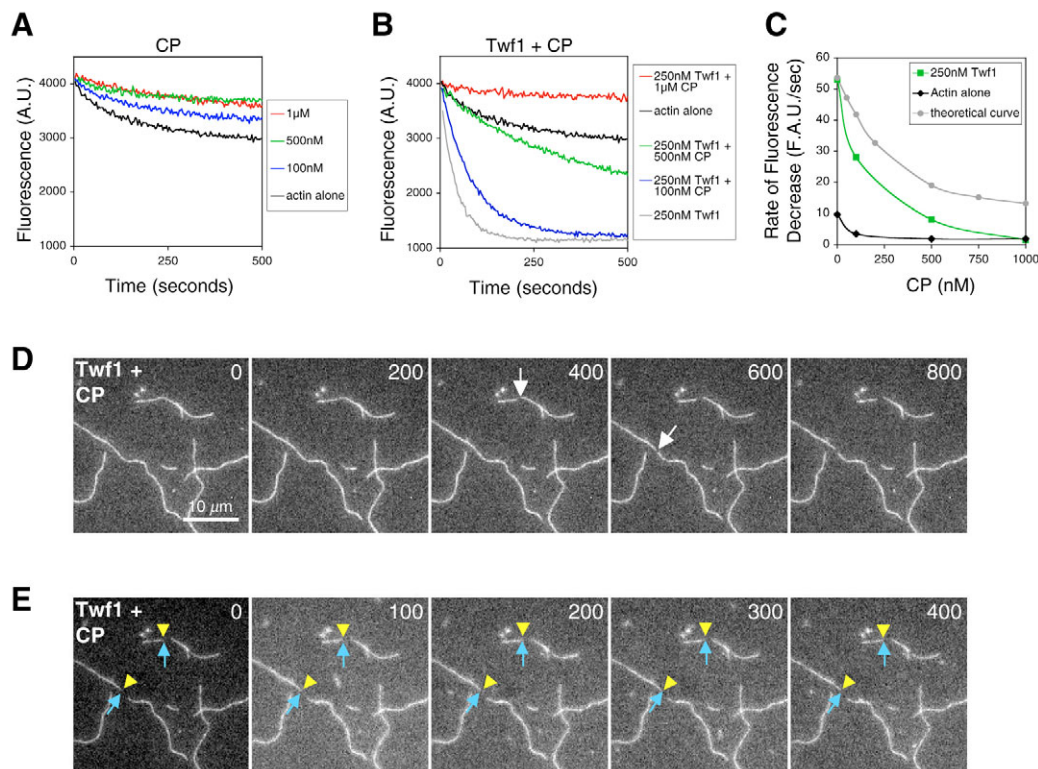 A
CP
Fluorescence (A.U.)
4000
3000
2000
1000
0
250
500
Time (seconds)
1µM
500nM
100nM
actin alone
B
Twf1 + CP
Fluorescence (A.U.)
4000
3000
4000
1000
0
250
500
Time (seconds)
250nM Twf1 +
1µM CP
actin alone
250nM Twf1 +
500nM CP
250nM Twf1 +
100nM CP
250nM Twf1
C
Rate of Fluorescence
Decrease (F.A.U./sec)
60
50
40
30
20
10
0
0
250
500
750
1000
CP (nM)
250nM Twf1
Actin alone
theoretical curve
D
Twf1 +
CP
0
200
400
600
800
10 µm
E
Twf1 +
CP
0
100
200
300
400